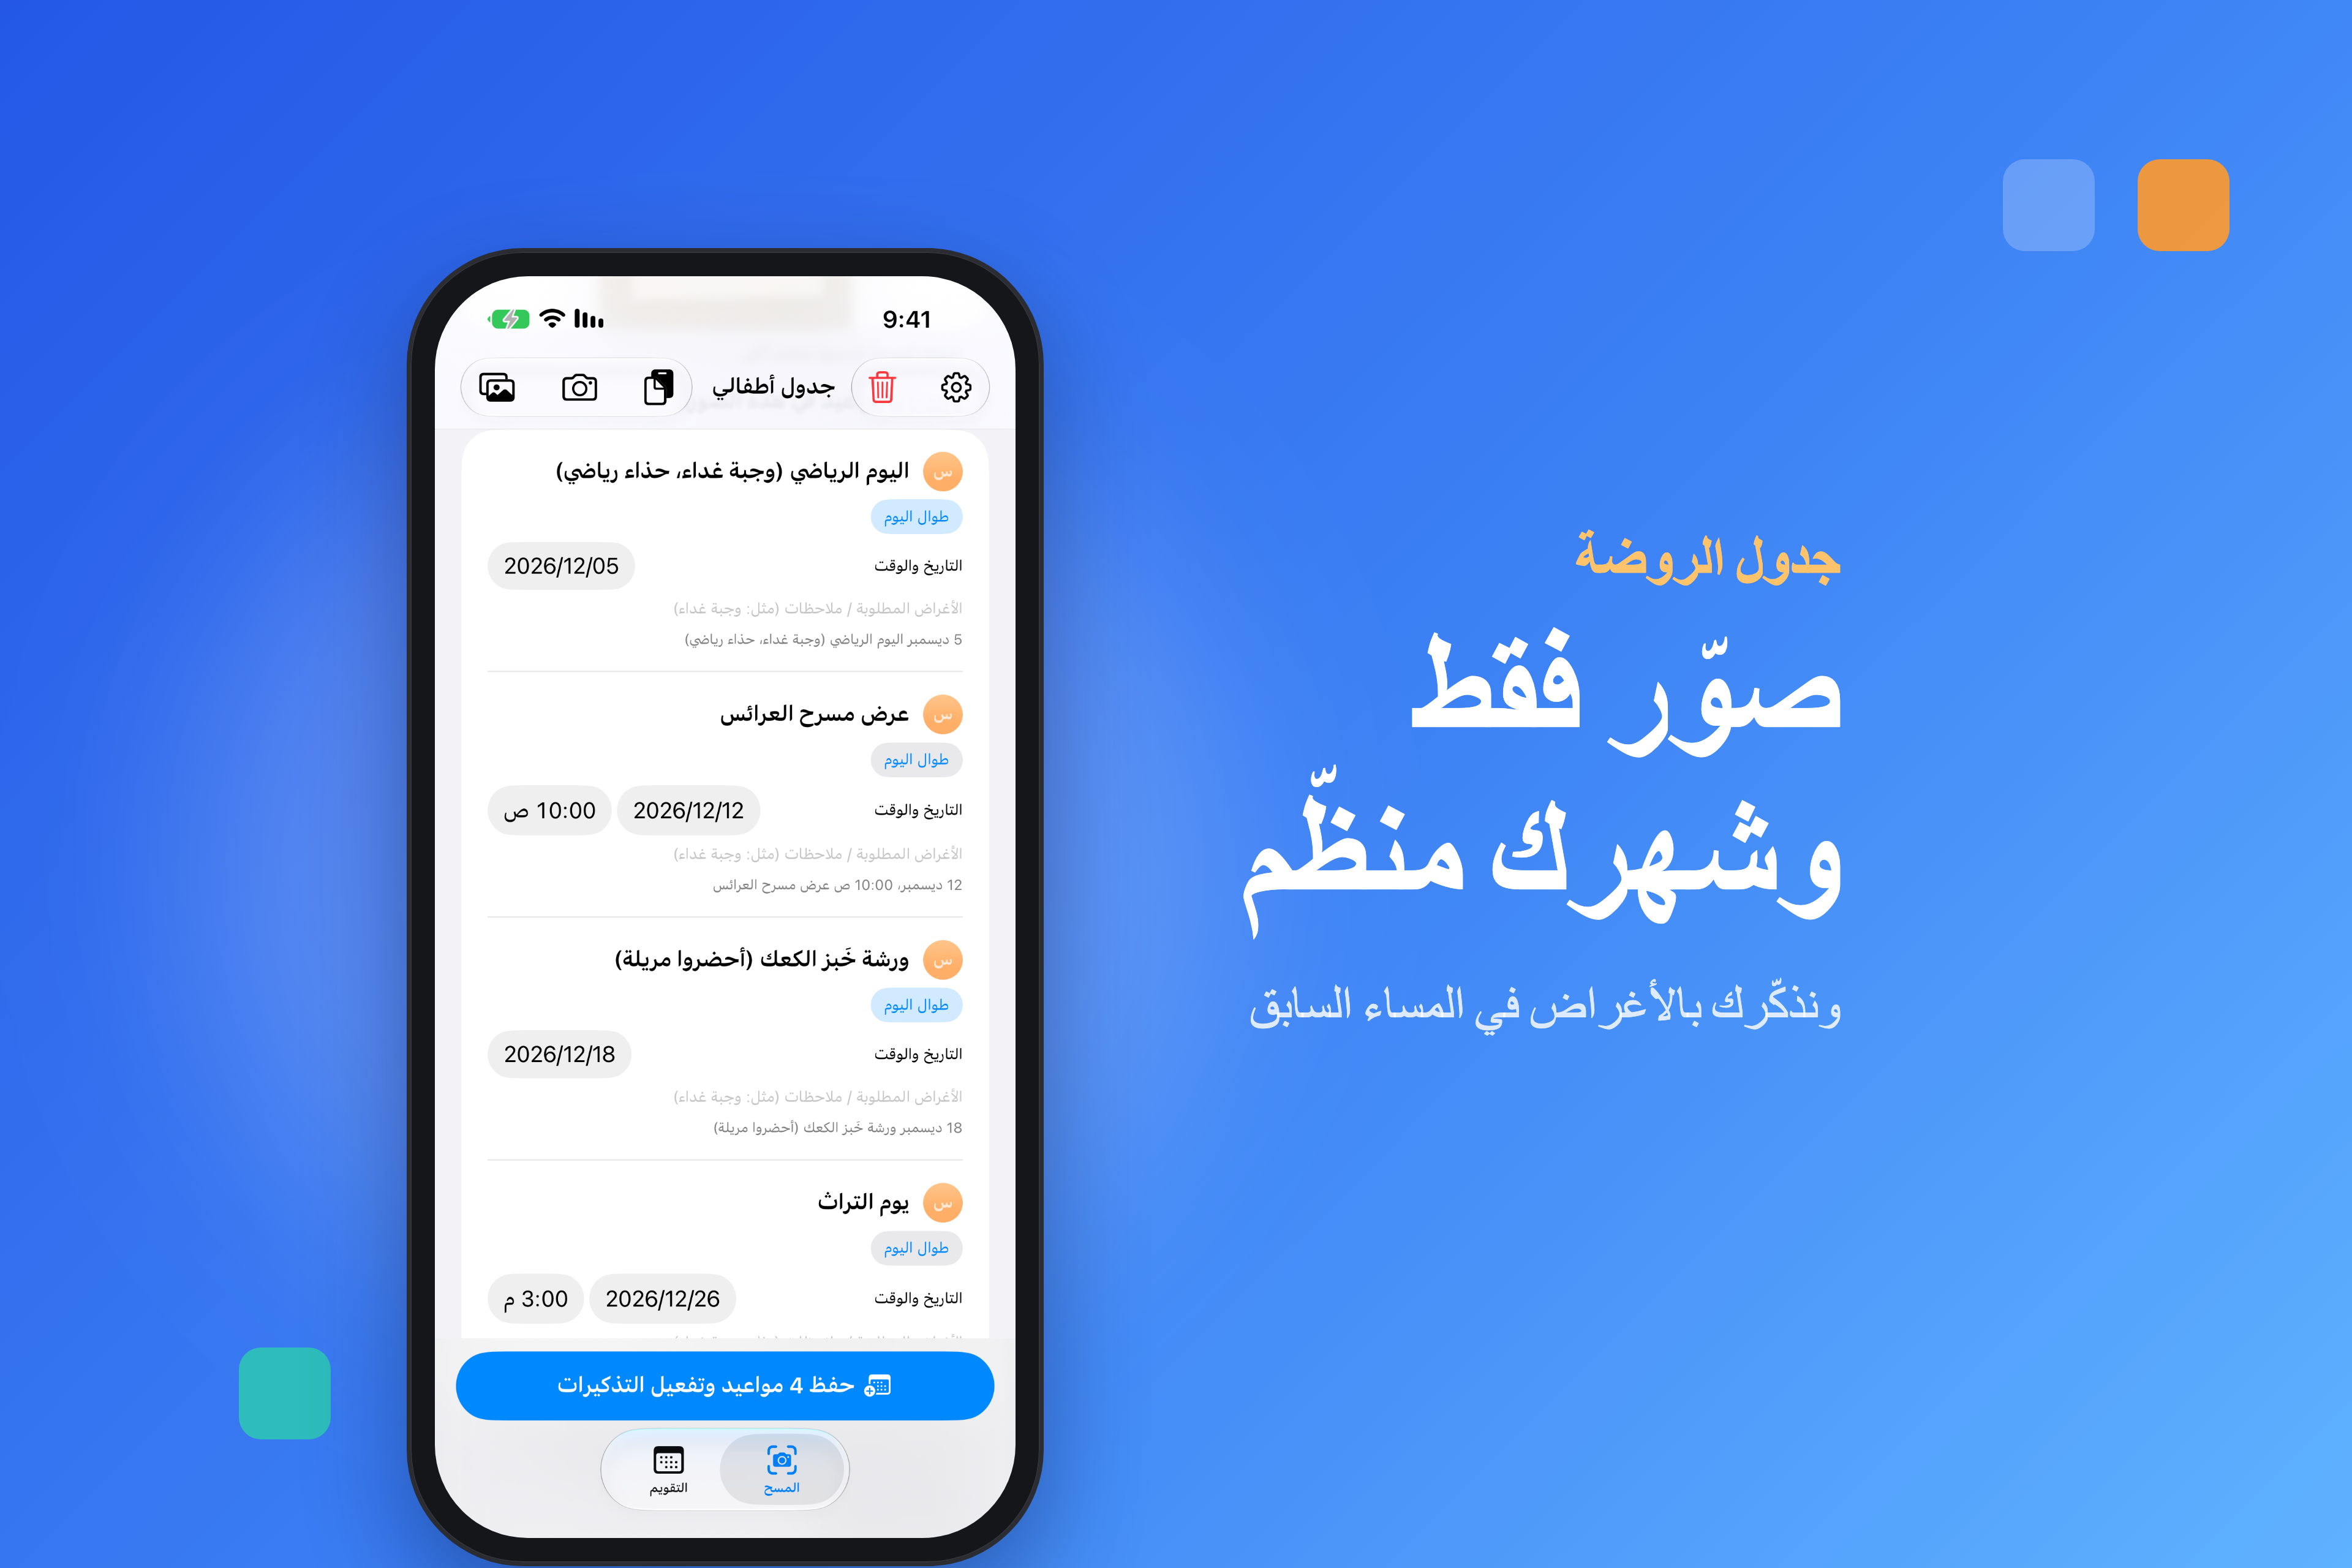 جدول الروضة
صوّر فقط
وشهرك منظّم
ونذكّرك بالأغراض في المساء السابق
9:41
جدول أطفالي
س
اليوم الرياضي (وجبة غداء، حذاء رياضي)
طوال اليوم
التاريخ والوقت
2026/12/05
الأغراض المطلوبة / ملاحظات (مثل: وجبة غداء)
5 ديسمبر اليوم الرياضي (وجبة غداء، حذاء رياضي)
س
عرض مسرح العرائس
طوال اليوم
التاريخ والوقت
2026/12/12
10:00 ص
الأغراض المطلوبة / ملاحظات (مثل: وجبة غداء)
12 ديسمبر، 10:00 ص عرض مسرح العرائس
س
ورشة خَبز الكعك (أحضروا مريلة)
طوال اليوم
التاريخ والوقت
2026/12/18
الأغراض المطلوبة / ملاحظات (مثل: وجبة غداء)
18 ديسمبر ورشة خَبز الكعك (أحضروا مريلة)
س
يوم التراث
طوال اليوم
التاريخ والوقت
2026/12/26
3:00 م
حفظ 4 مواعيد وتفعيل التذكيرات
المسح
التقويم